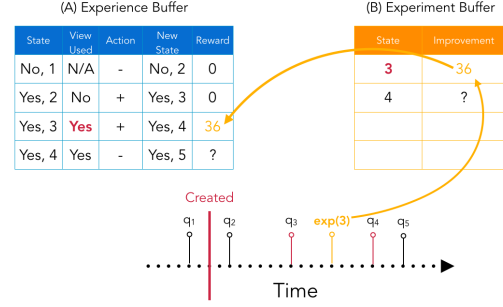 (A) Experience Buffer
State View Used Action New State Reward
No, 1 N/A - No, 2 0
Yes, 2 No + Yes, 3 0
Yes, 3 Yes + Yes, 4 36
Yes, 4 Yes - Yes, 5 ?
(B) Experiment Buffer
State Improvement
3 36
4 ?
Created
q1 q2 q3 exp(3) q4 q5
Time